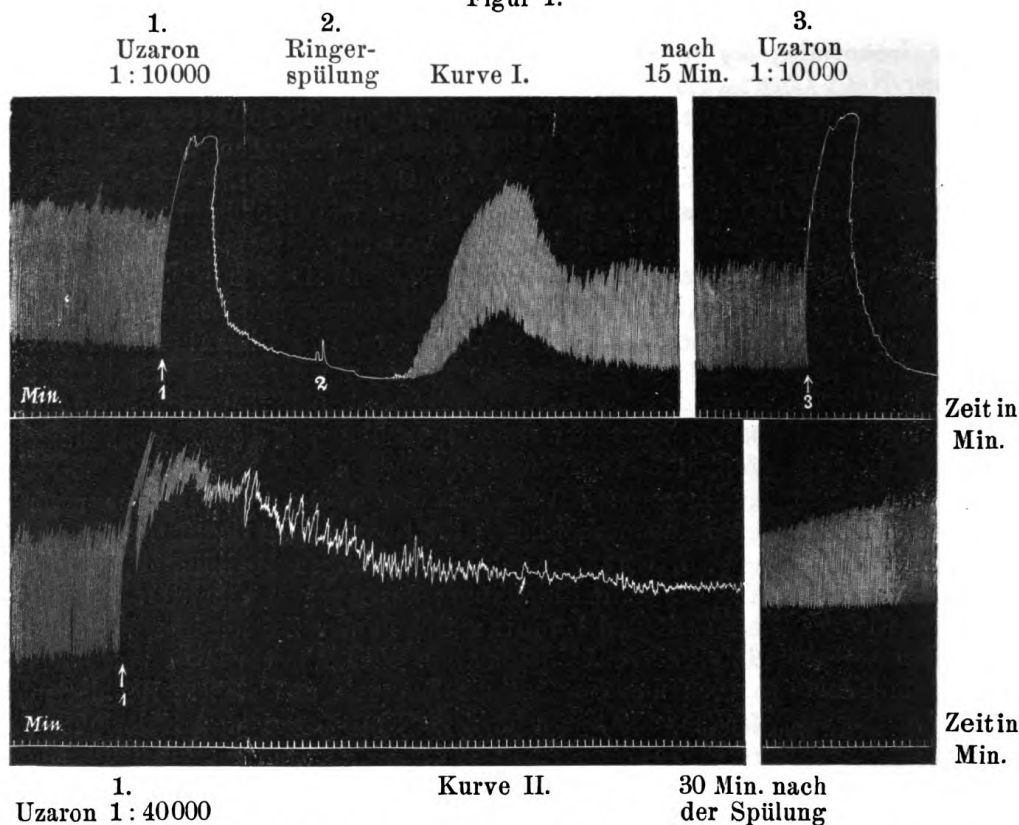 Figur 1.
1.
Uzaron
1 : 10000
2.
Ringer-
spülung
Kurve I.
nach
15 Min.
3.
Uzaron
1 : 10000
Min.
1
2
3
Zeit in
Min.
1
Min.
Zeit in
Min.
1.
Uzaron 1 : 40000
Kurve II.
30 Min. nach
der Spülung